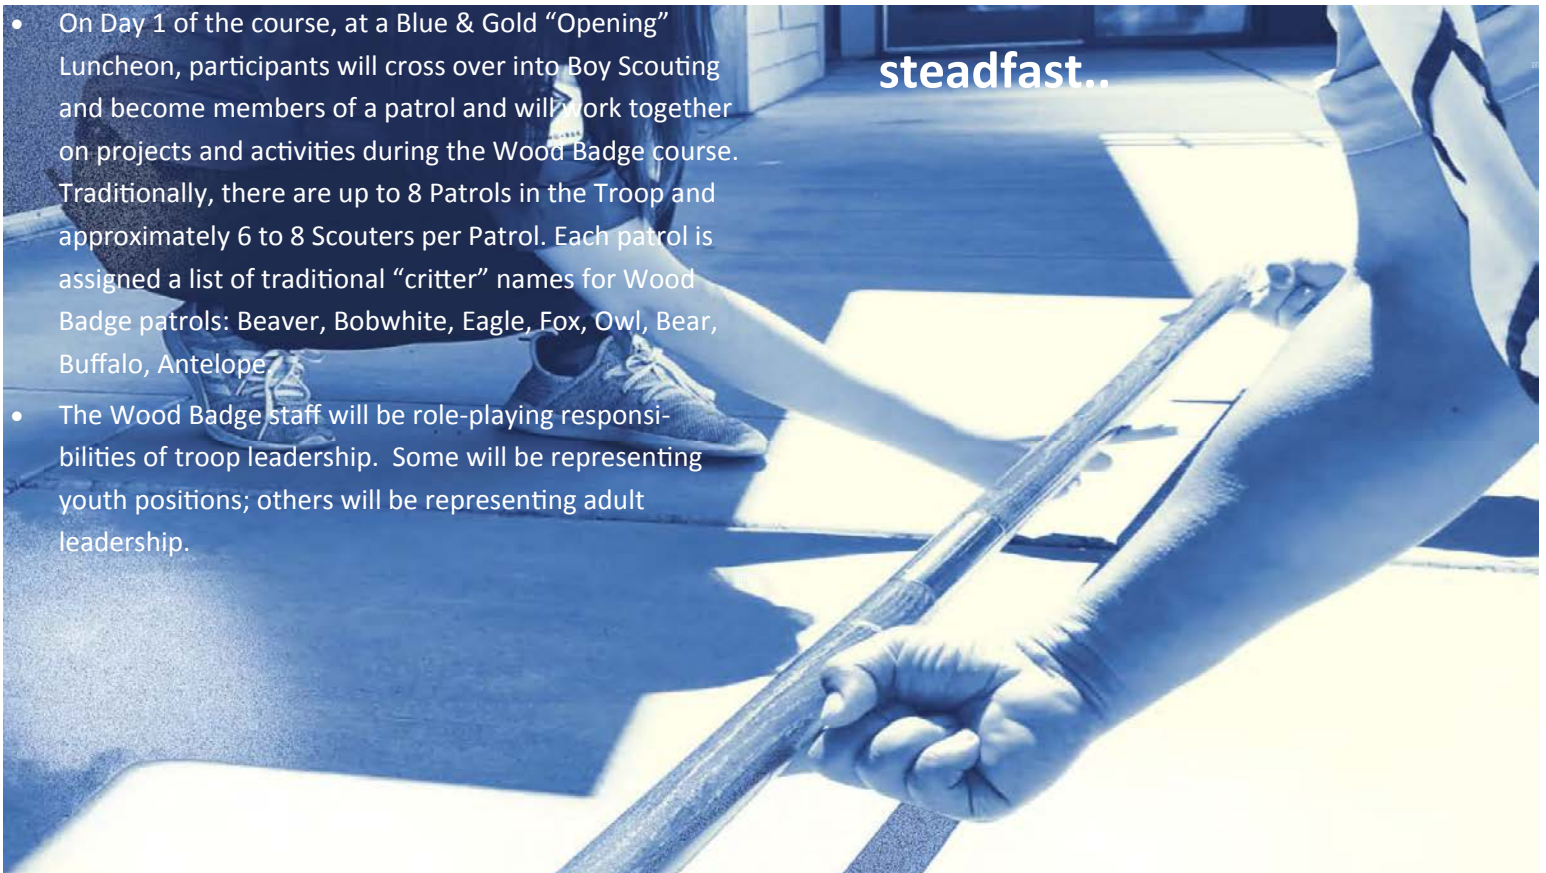 • On Day 1 of the course, at a Blue & Gold “Opening”
Luncheon, participants will cross over into Boy Scouting
and become members of a patrol and will work together
on projects and activities during the Wood Badge course.
Traditionally, there are up to 8 Patrols in the Troop and
approximately 6 to 8 Scouters per Patrol. Each patrol is
assigned a list of traditional “critter” names for Wood
Badge patrols: Beaver, Bobwhite, Eagle, Fox, Owl, Bear,
Buffalo, Antelope.
• The Wood Badge staff will be role-playing responsi-
bilities of troop leadership.  Some will be representing
youth positions; others will be representing adult
leadership.
steadfast..